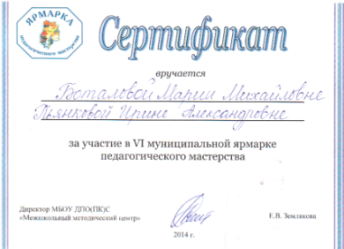 ЯРМАРКА
педагогического мастерства
Сертификат
вручается
Боталовой Марии Михайловне
Пьянковой Ирине Александровне
за участие в VI муниципальной ярмарке
педагогического мастерства
Директор МБОУ ДПО(ПК)С
«Межшкольный методический центр»
Е.В. Землякова
2014 г.